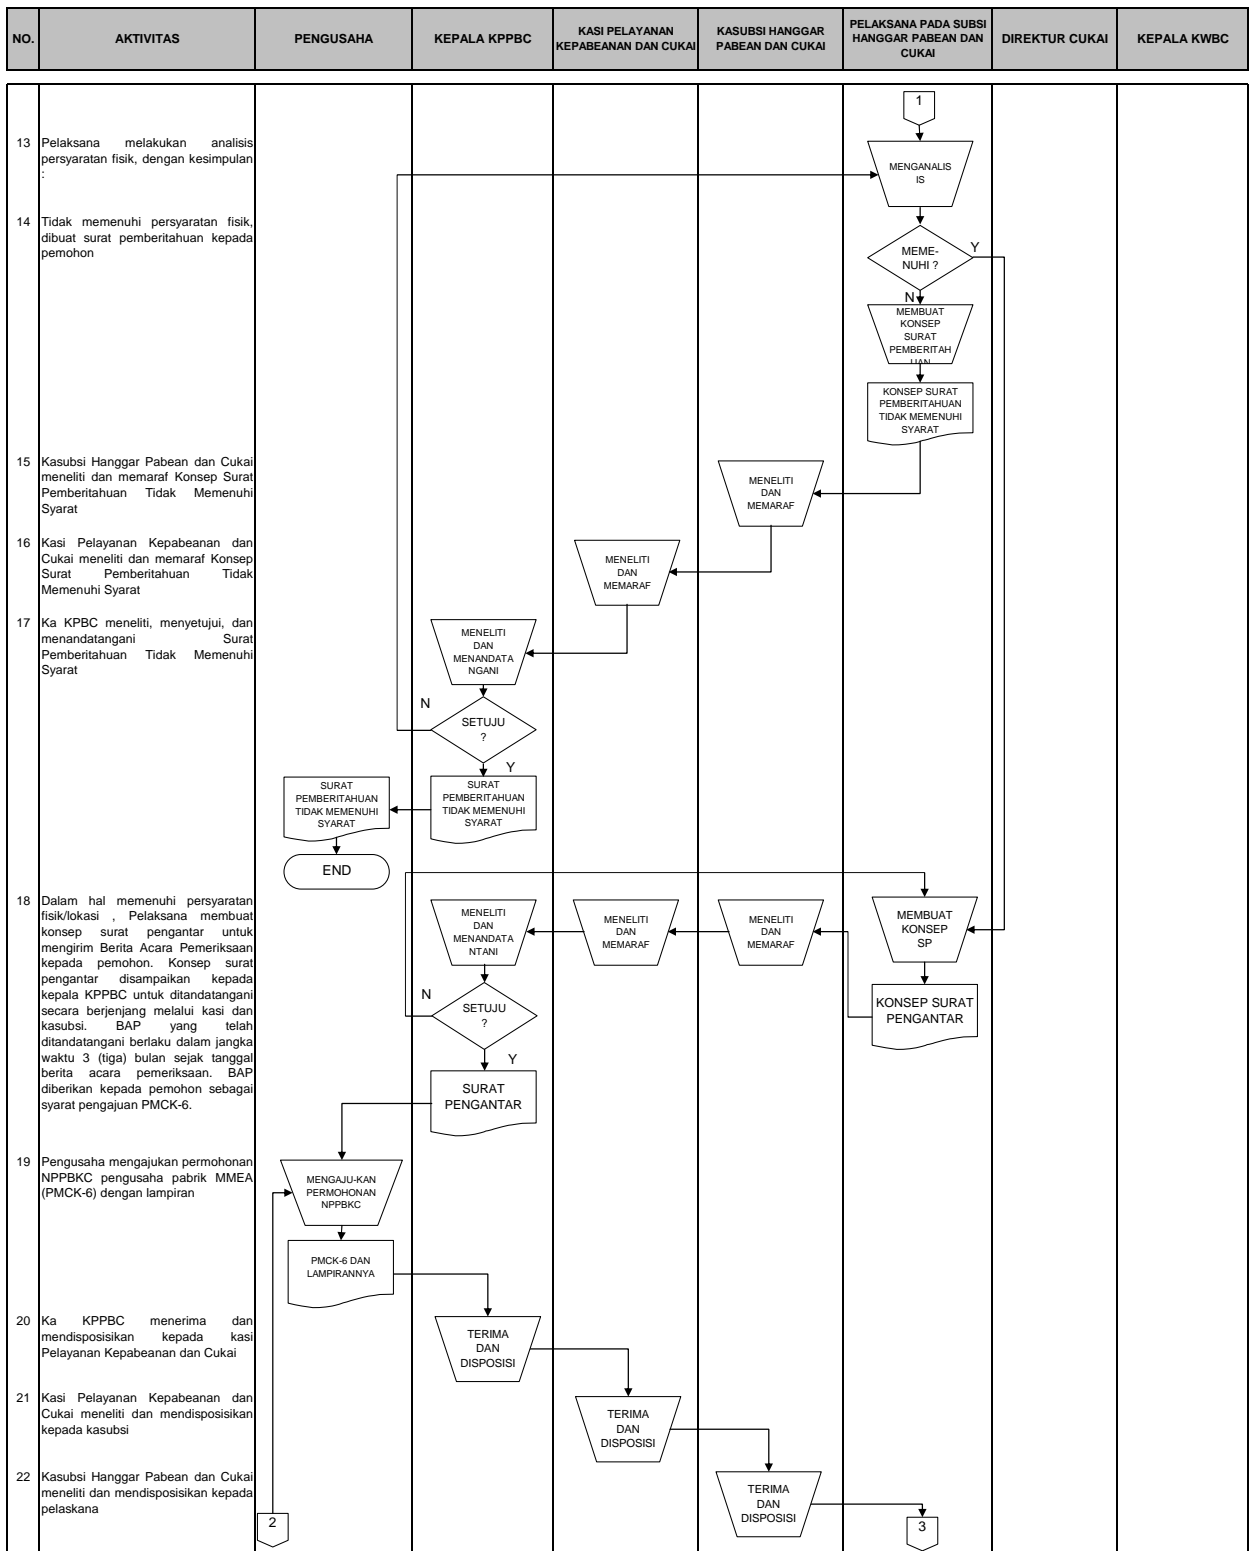 NO.
AKTIVITAS
PENGUSAHA
KEPALA KPPBC
KASI PELAYANAN
KEPABEANAN DAN CUKAI
KASUBSI HANGGAR
PABEAN DAN CUKAI
PELAKSANA PADA SUBSI
HANGGAR PABEAN DAN
CUKAI
DIREKTUR CUKAI
KEPALA KWBC
1
13 Pelaksana melakukan analisis
persyaratan fisik, dengan kesimpulan
:
MENGANALIS
IS
14 Tidak memenuhi persyaratan fisik,
dibuat surat pemberitahuan kepada
pemohon
MEME-
NUHI ?
Y
N
MEMBUAT
KONSEP
SURAT
PEMBERITAH
UAN
KONSEP SURAT
PEMBERITAHUAN
TIDAK MEMENUHI
SYARAT
15 Kasubsi Hanggar Pabean dan Cukai
meneliti dan memaraf Konsep Surat
Pemberitahuan Tidak Memenuhi
Syarat
MENELITI
DAN
MEMARAF
16 Kasi Pelayanan Kepabeanan dan
Cukai meneliti dan memaraf Konsep
Surat Pemberitahuan Tidak
Memenuhi Syarat
MENELITI
DAN
MEMARAF
17 Ka KPBC meneliti, menyetujui, dan
menandatangani Surat
Pemberitahuan Tidak Memenuhi
Syarat
MENELITI
DAN
MENANDATA
NGANI
N
SETUJU
?
Y
SURAT
PEMBERITAHUAN
TIDAK MEMENUHI
SYARAT
SURAT
PEMBERITAHUAN
TIDAK MEMENUHI
SYARAT
END
18 Dalam hal memenuhi persyaratan
fisik/lokasi , Pelaksana membuat
konsep surat pengantar untuk
mengirim Berita Acara Pemeriksaan
kepada pemohon. Konsep surat
pengantar disampaikan kepada
kepala KPPBC untuk ditandatangani
secara berjenjang melalui kasi dan
kasubsi. BAP yang telah
ditandatangani berlaku dalam jangka
waktu 3 (tiga) bulan sejak tanggal
berita acara pemeriksaan. BAP
diberikan kepada pemohon sebagai
syarat pengajuan PMCK-6.
MENELITI
DAN
MENANDATA
NTANI
MENELITI
DAN
MEMARAF
MENELITI
DAN
MEMARAF
MEMBUAT
KONSEP
SP
N
SETUJU
?
KONSEP SURAT
PENGANTAR
Y
SURAT
PENGANTAR
19 Pengusaha mengajukan permohonan
NPPBKC pengusaha pabrik MMEA
(PMCK-6) dengan lampiran
MENGAJU-KAN
PERMOHONAN
NPPBKC
PMCK-6 DAN
LAMPIRANNYA
20 Ka KPPBC menerima dan
mendisposisikan kepada kasi
Pelayanan Kepabeanan dan Cukai
TERIMA
DAN
DISPOSISI
21 Kasi Pelayanan Kepabeanan dan
Cukai meneliti dan mendisposisikan
kepada kasubsi
TERIMA
DAN
DISPOSISI
22 Kasubsi Hanggar Pabean dan Cukai
meneliti dan mendisposisikan kepada
pelaskana
TERIMA
DAN
DISPOSISI
2
3